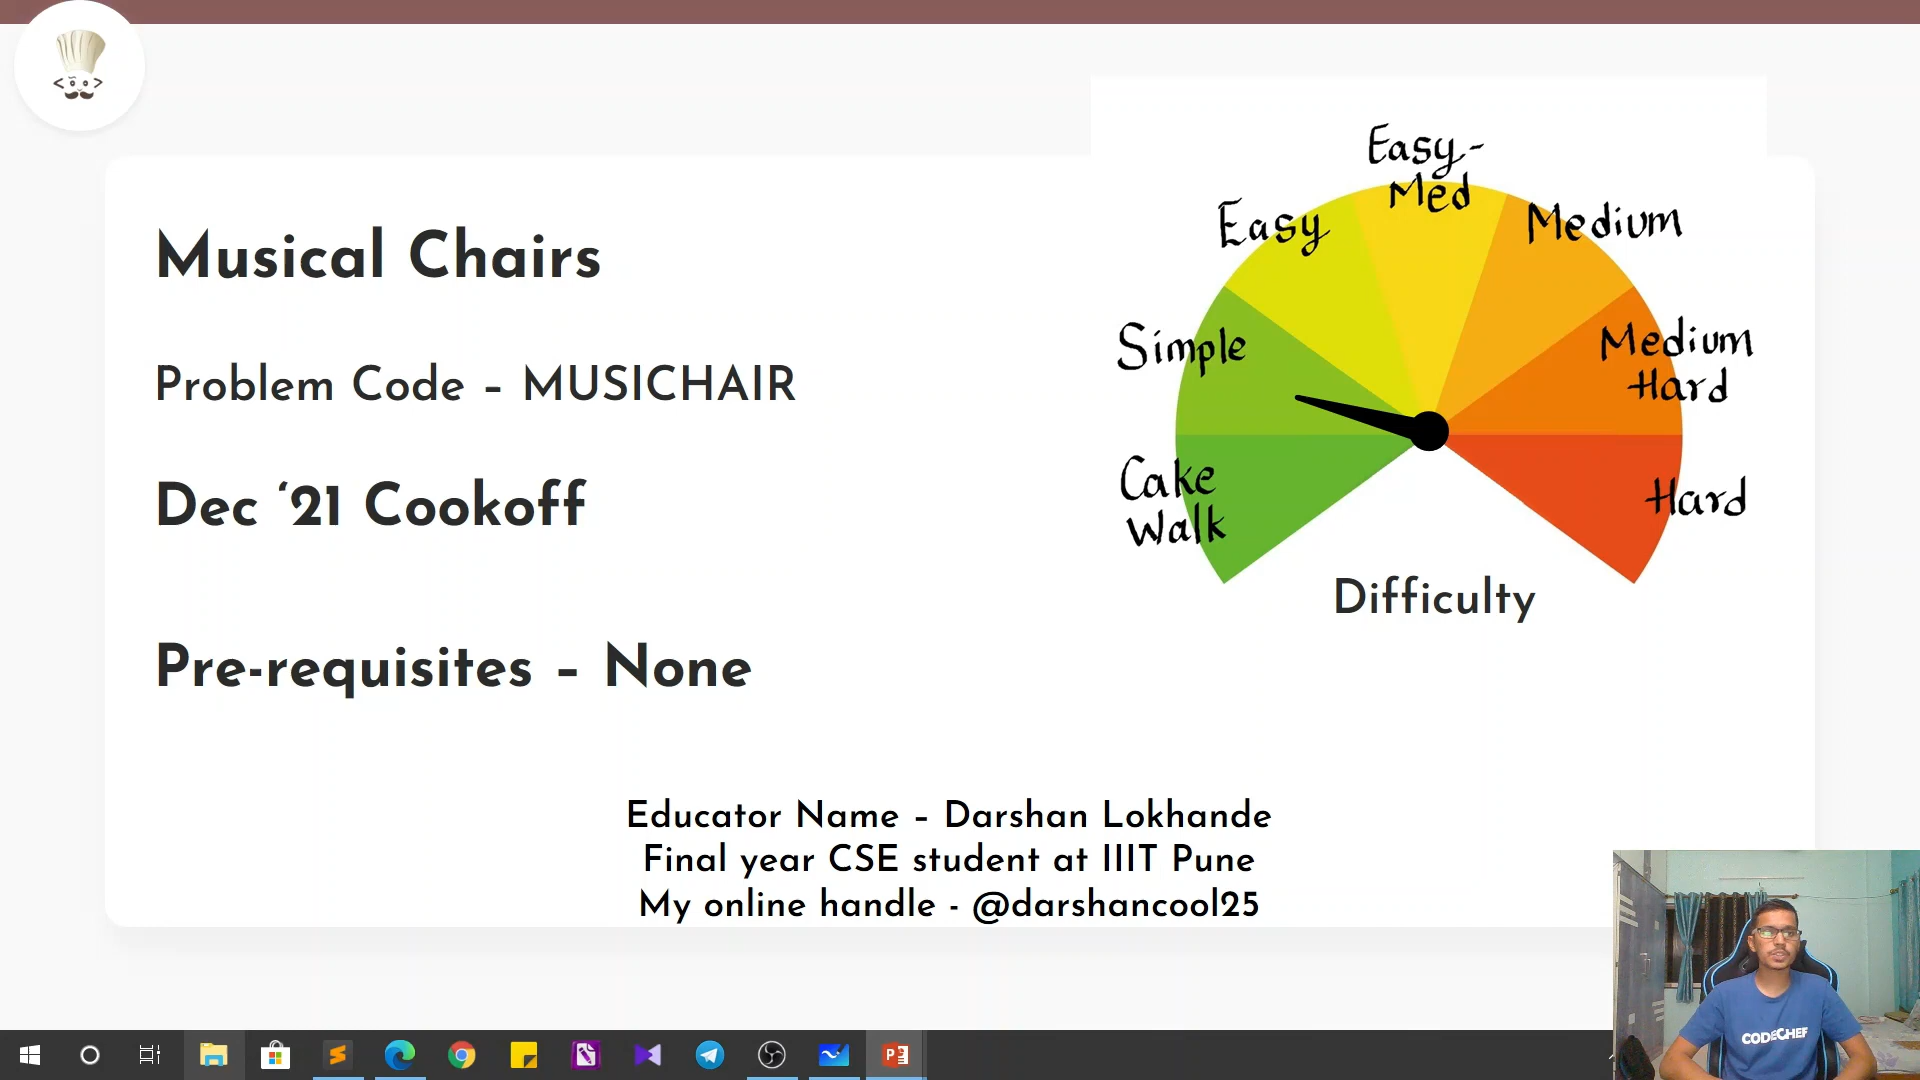 Musical Chairs
Problem Code – MUSICHAIR
Dec ‘21 Cookoff
Pre-requisites – None
Easy-
Med
Easy
Medium
Simple
Medium
Hard
Cake
Walk
Hard
Difficulty
Educator Name – Darshan Lokhande
Final year CSE student at IIIT Pune
My online handle - @darshancool25
CODECHEF